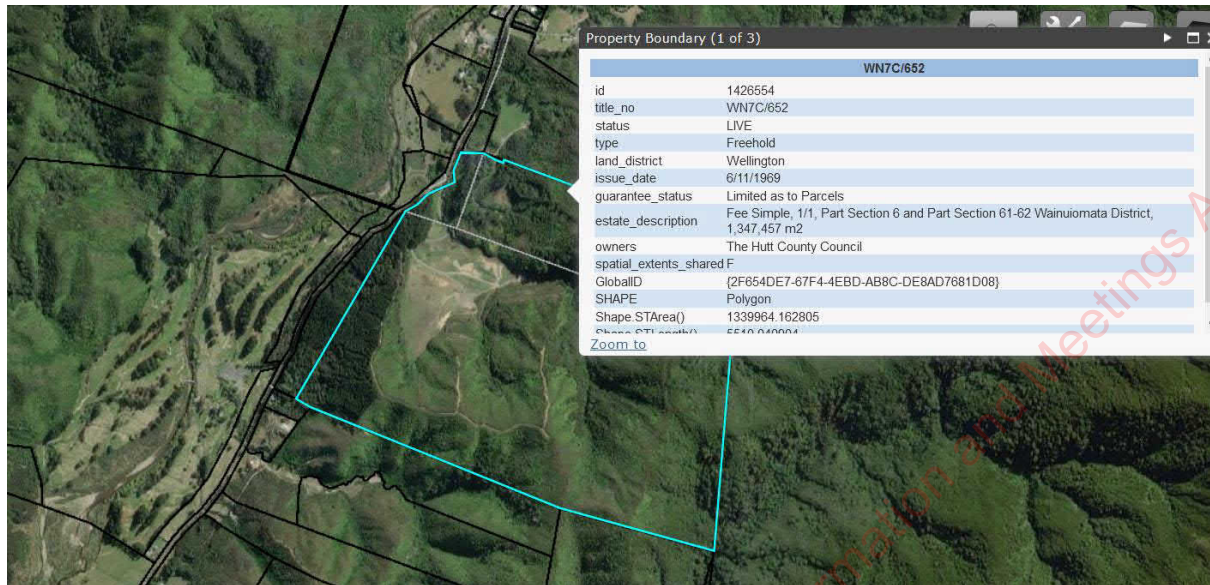 Property Boundary (1 of 3)
WN7C/652
id 1426554
title_no WN7C/652
status LIVE
type Freehold
land_district Wellington
issue_date 6/11/1969
guarantee_status Limited as to Parcels
estate_description Fee Simple, 1/1, Part Section 6 and Part Section 61-62 Wainuiomata District,
1,347,457 m2
owners The Hutt County Council
spatial_extents_shared F
GlobalID {2F654DE7-67F4-4EBD-AB8C-DE8AD7681D08}
SHAPE Polygon
Shape.STArea() 1339964.162805
Zoom to
and Meetings